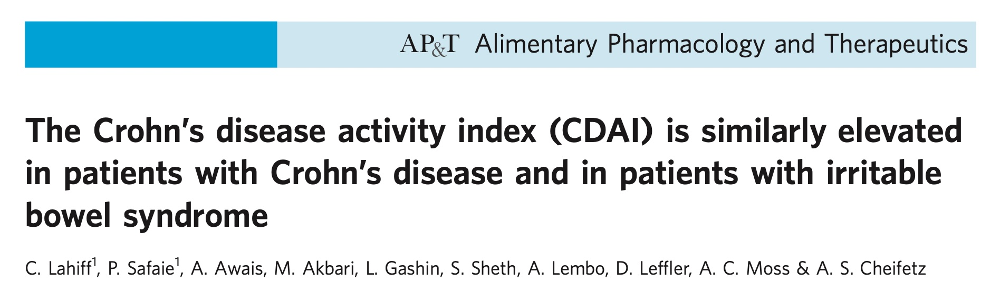 AP&T Alimentary Pharmacology and Therapeutics
The Crohn’s disease activity index (CDAI) is similarly elevated
in patients with Crohn’s disease and in patients with irritable
bowel syndrome
C. Lahiff¹, P. Safaie¹, A. Awais, M. Akbari, L. Gashin, S. Sheth, A. Lembo, D. Leffler, A. C. Moss & A. S. Cheifetz